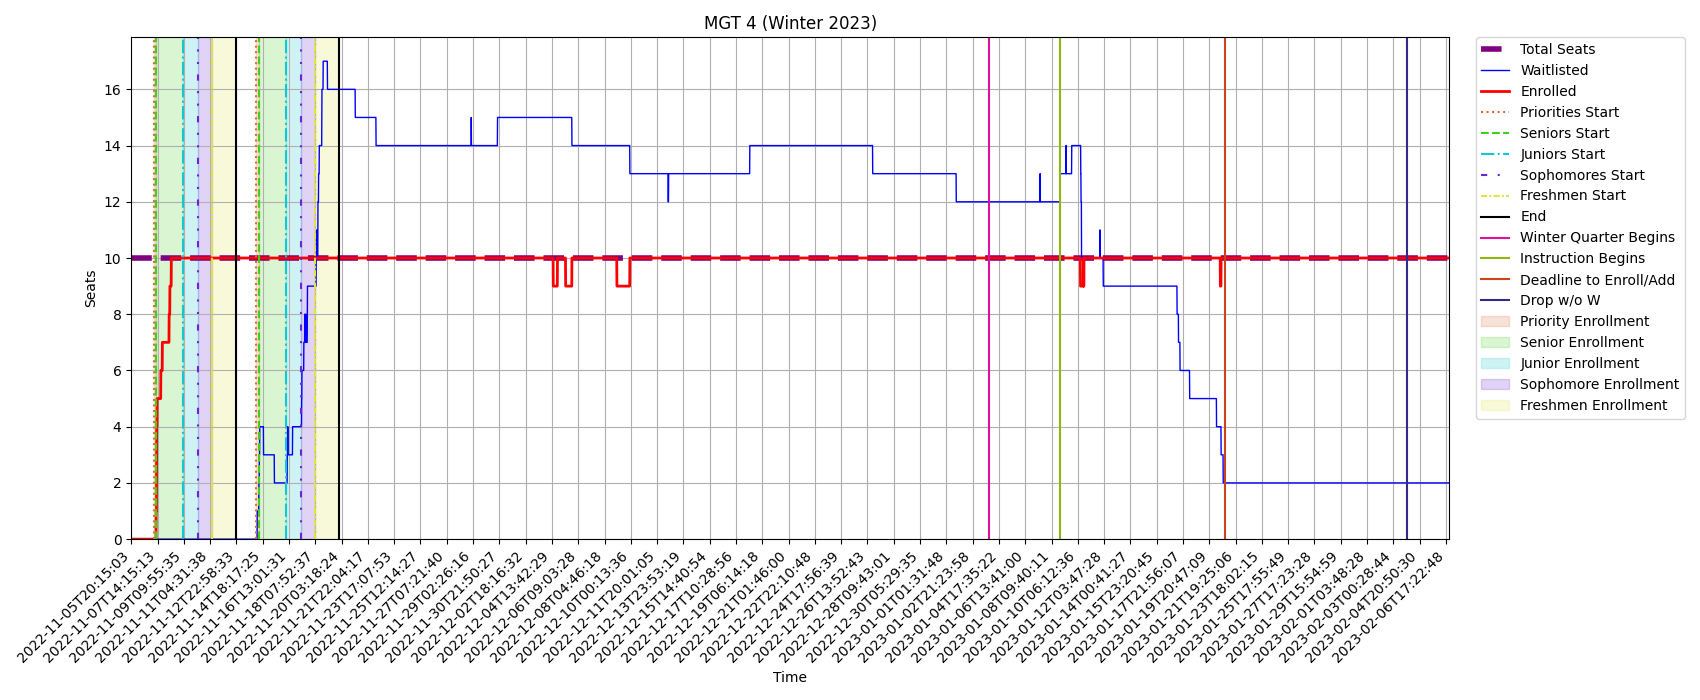 MGT 4 (Winter 2023)
Seats
16
14
12
10
8
6
4
2
0
2022-11-05T20:15:03
2022-11-07T14:15:13
2022-11-09T09:55:35
2022-11-11T04:31:38
2022-11-12T22:58:33
2022-11-14T18:17:25
2022-11-16T13:01:31
2022-11-18T07:52:37
2022-11-20T03:18:24
2022-11-21T22:04:17
2022-11-23T17:07:53
2022-11-25T12:14:27
2022-11-27T07:21:40
2022-11-29T02:26:16
2022-11-30T21:50:27
2022-12-02T18:16:32
2022-12-04T13:42:29
2022-12-06T09:03:28
2022-12-08T04:46:18
2022-12-10T00:13:36
2022-12-11T20:01:05
2022-12-13T23:53:19
2022-12-15T14:40:54
2022-12-17T10:28:56
2022-12-19T06:14:18
2022-12-21T01:46:00
2022-12-22T22:10:48
2022-12-24T17:56:39
2022-12-26T13:52:43
2022-12-28T09:43:01
2022-12-30T05:29:35
2023-01-01T01:31:48
2023-01-02T21:23:58
2023-01-04T17:35:22
2023-01-06T13:41:00
2023-01-08T09:40:11
2023-01-10T06:12:36
2023-01-12T03:47:28
2023-01-14T00:41:27
2023-01-15T23:20:45
2023-01-17T21:56:07
2023-01-19T20:47:09
2023-01-21T19:25:06
2023-01-23T18:02:15
2023-01-25T17:55:49
2023-01-27T17:23:28
2023-01-29T15:54:59
2023-02-01T03:48:28
2023-02-03T00:28:44
2023-02-04T20:50:30
2023-02-06T17:22:48
Time
Total Seats
Waitlisted
Enrolled
Priorities Start
Seniors Start
Juniors Start
Sophomores Start
Freshmen Start
End
Winter Quarter Begins
Instruction Begins
Deadline to Enroll/Add
Drop w/o W
Priority Enrollment
Senior Enrollment
Junior Enrollment
Sophomore Enrollment
Freshmen Enrollment